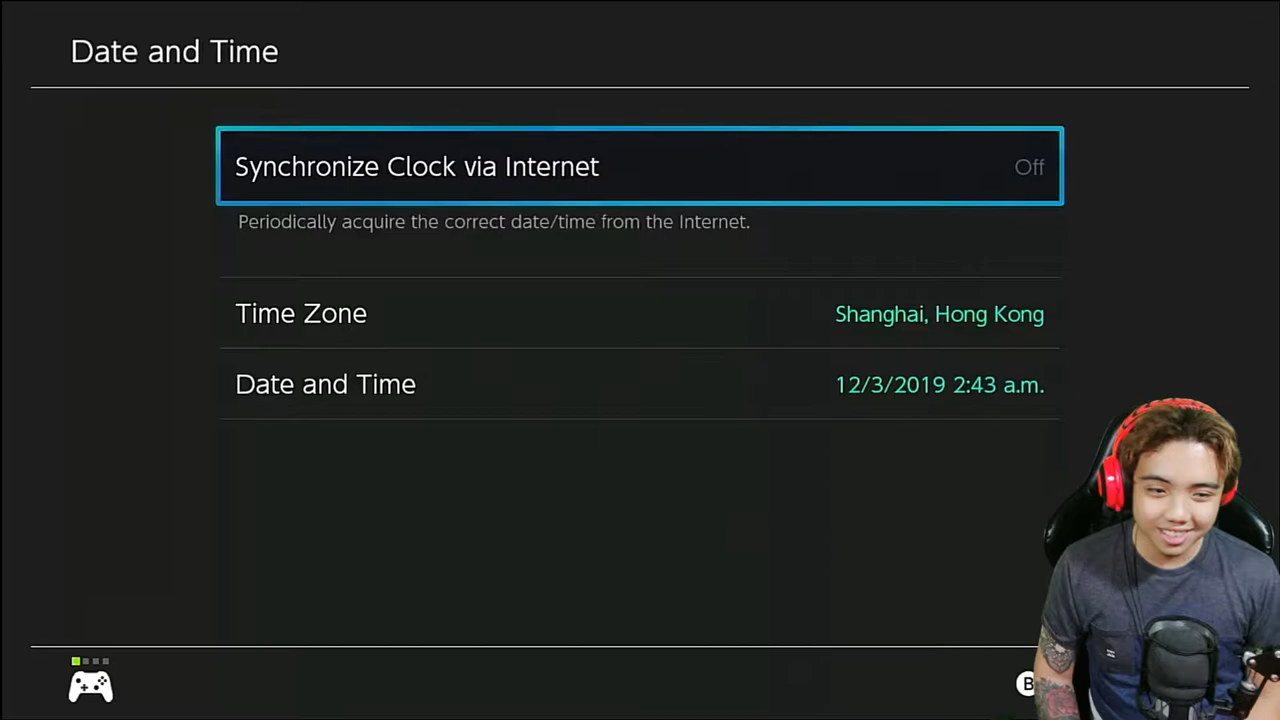 Date and Time
Synchronize Clock via Internet Off
Periodically acquire the correct date/time from the Internet.
Time Zone Shanghai, Hong Kong
Date and Time 12/3/2019 2:43 a.m.
B